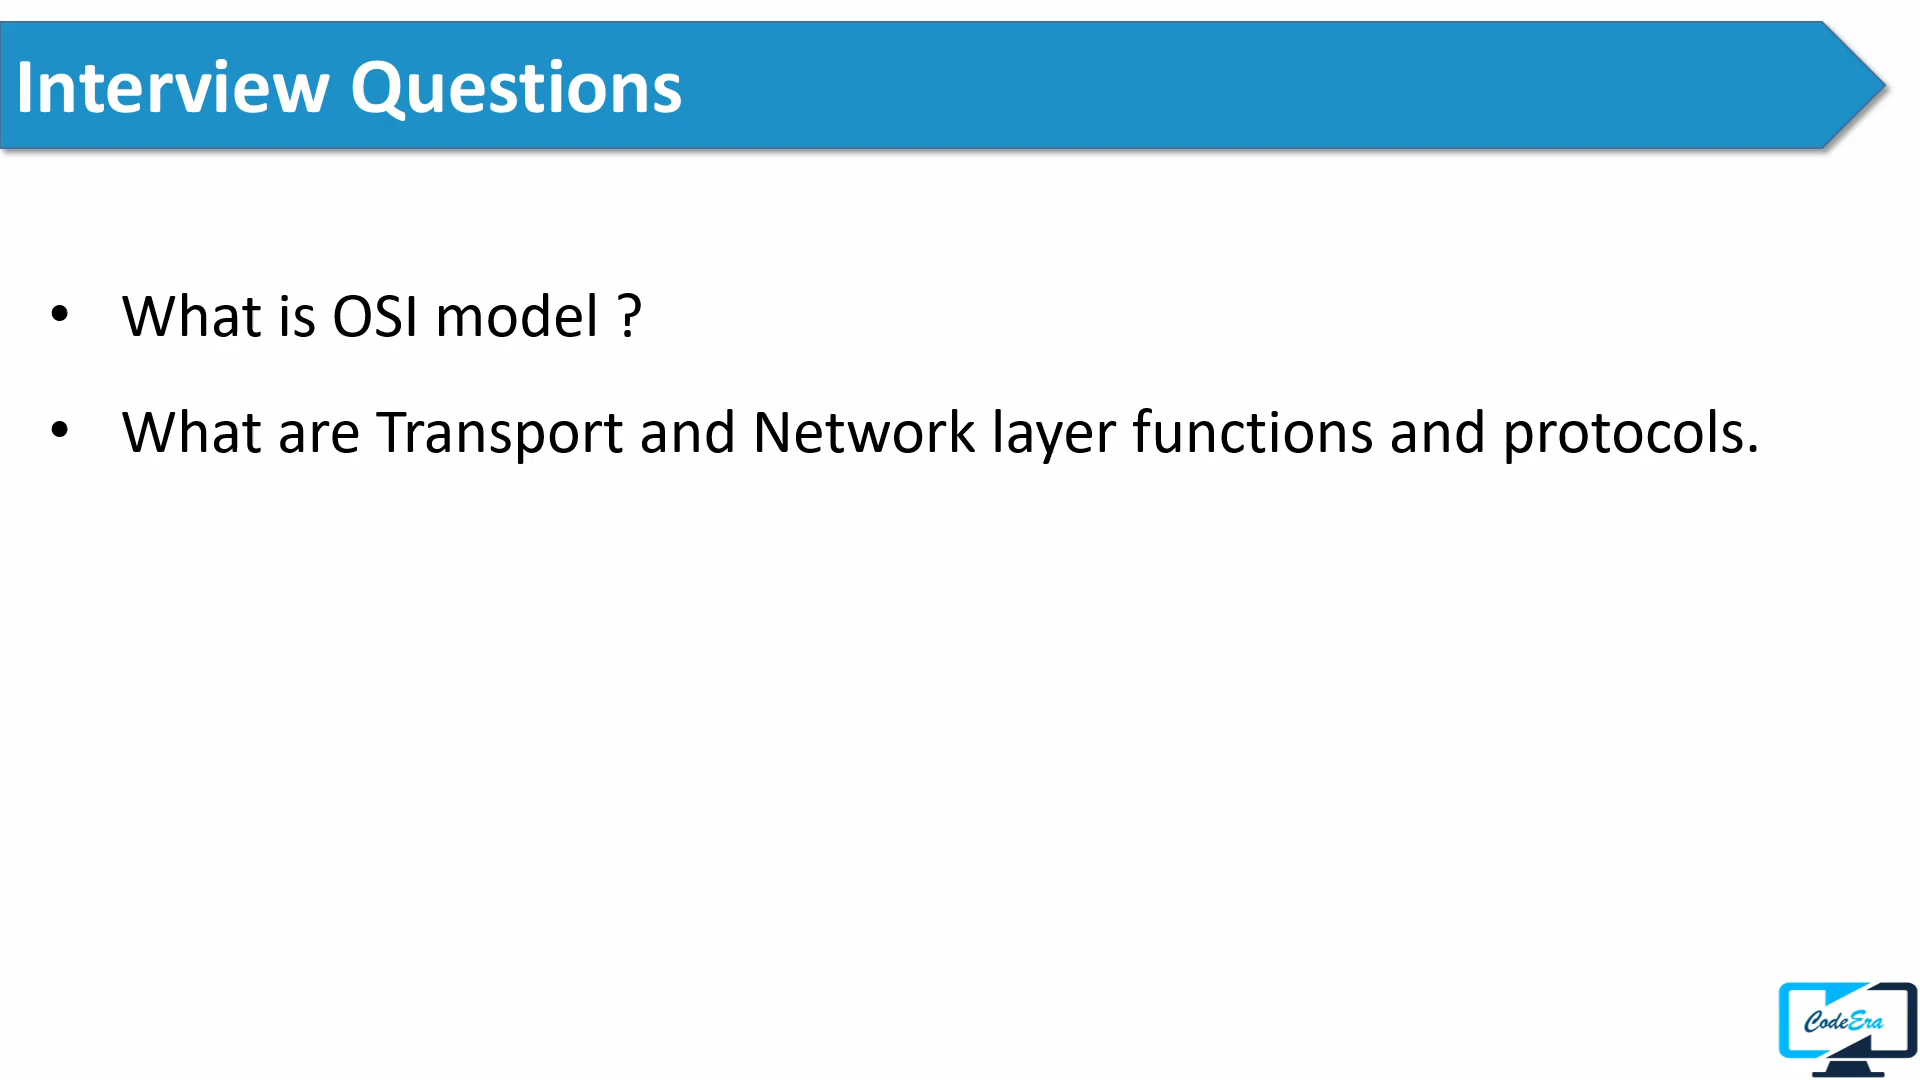 Interview Questions
• What is OSI model ?
• What are Transport and Network layer functions and protocols.
CodeEra